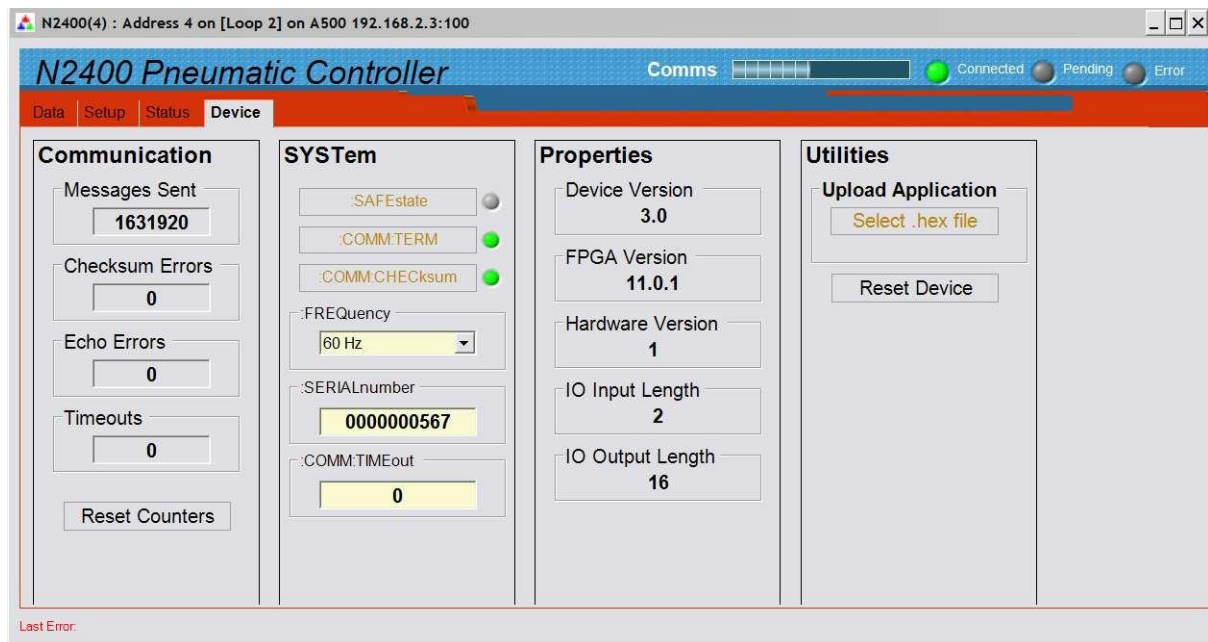 N2400(4) : Address 4 on [Loop 2] on A500 192.168.2.3:100
N2400 Pneumatic Controller
Comms
Connected
Pending
Error
Data
Setup
Status
Device
Communication
Messages Sent
1631920
Checksum Errors
0
Echo Errors
0
Timeouts
0
Reset Counters
SYSTem
:SAFEstate
:COMM:TERM
:COMM:CHECksum
:FREQuency
60 Hz
:SERIALnumber
0000000567
:COMM:TIMEout
0
Properties
Device Version
3.0
FPGA Version
11.0.1
Hardware Version
1
IO Input Length
2
IO Output Length
16
Utilities
Upload Application
Select .hex file
Reset Device
Last Error: